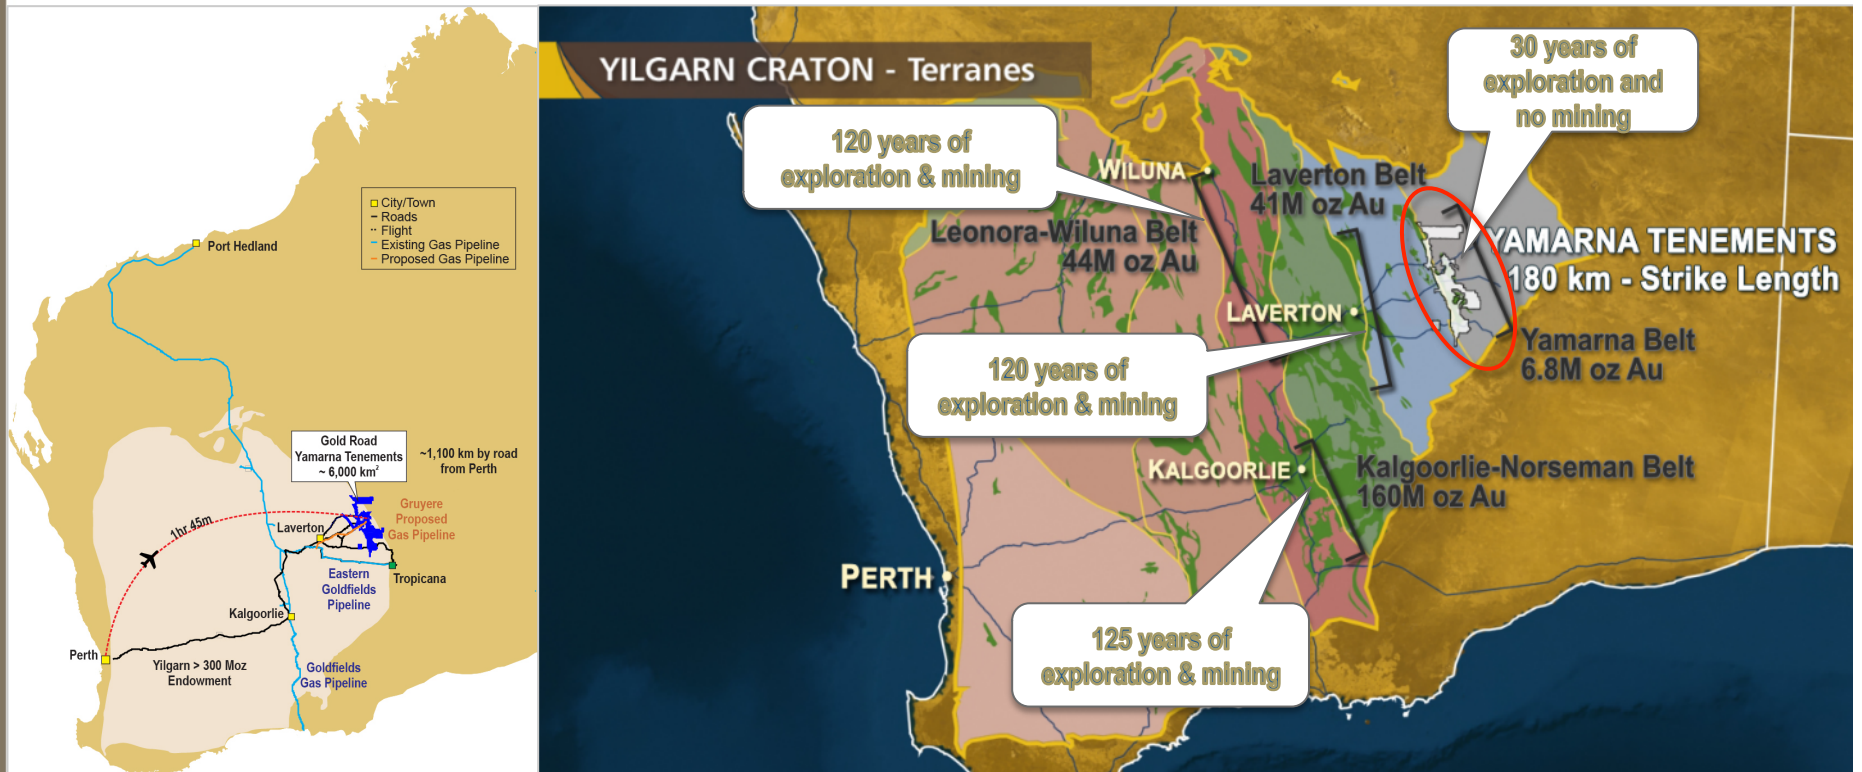 City/Town
Roads
Flight
Existing Gas Pipeline
Proposed Gas Pipeline
Port Hedland
Gold Road
Yamarna Tenements
~ 6,000 km²
~1,100 km by road
from Perth
Gruyere
Proposed
Gas Pipeline
1hr 45m
Laverton
Tropicana
Eastern
Goldfields
Pipeline
Kalgoorlie
Perth
Yilgarn > 300 Moz
Endowment
Goldfields
Gas Pipeline
YILGARN CRATON - Terranes
30 years of
exploration and
no mining
120 years of
exploration & mining
WILUNA
Laverton Belt
41M oz Au
Leonora-Wiluna Belt
44M oz Au
YAMARNA TENEMENTS
180 km - Strike Length
LAVERTON
Yamarna Belt
6.8M oz Au
120 years of
exploration & mining
KALGOORLIE
Kalgoorlie-Norseman Belt
160M oz Au
PERTH
125 years of
exploration & mining